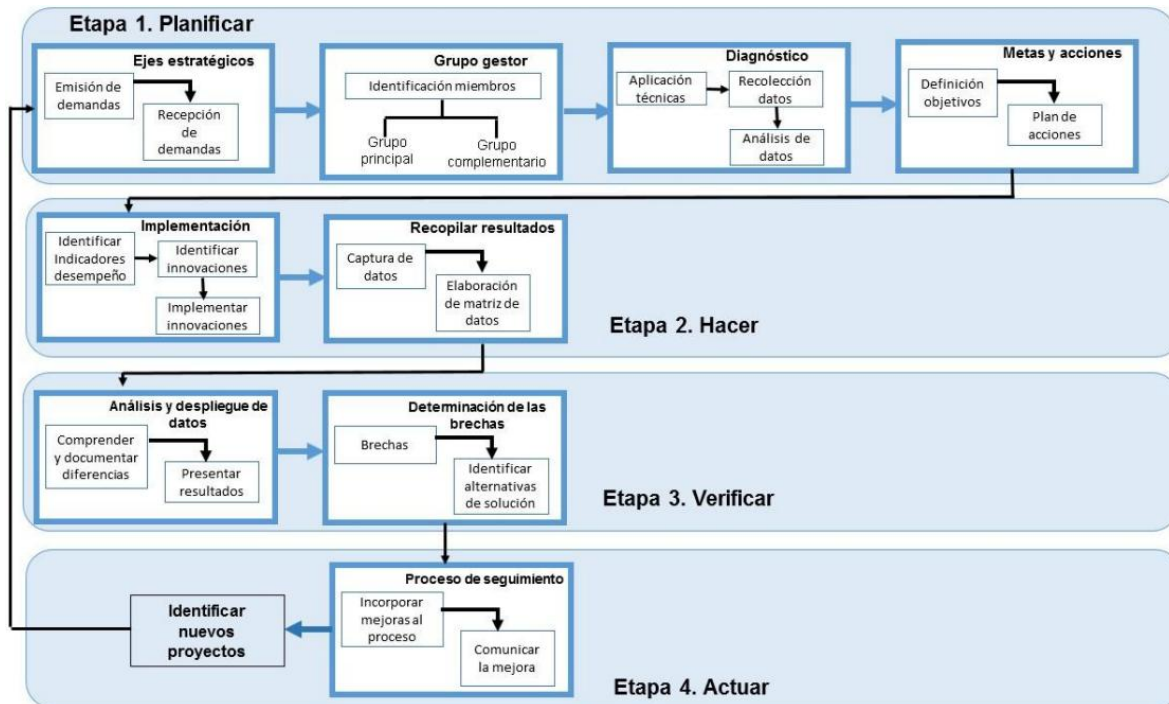 Etapa 1. Planificar
Ejes estratégicos
Emisión de
demandas
Recepción
de
demandas
Grupo gestor
Identificación miembros
Grupo
principal
Grupo
complementario
Diagnóstico
Aplicación
técnicas
Recolección
datos
Análisis de
datos
Metas y acciones
Definición
objetivos
Plan de
acciones
Implementación
Identificar
Indicadores
desempeño
Identificar
innovaciones
Implementar
innovaciones
Recopilar resultados
Captura de
datos
Elaboración
de matriz de
datos
Etapa 2. Hacer
Análisis y despliegue de
datos
Comprender
y documentar
diferencias
Presentar
resultados
Determinación de las
brechas
Brechas
Identificar
alternativas
de solución
Etapa 3. Verificar
Proceso de seguimiento
Incorporar
mejoras al
proceso
Comunicar
la mejora
Identificar
nuevos
proyectos
Etapa 4. Actuar